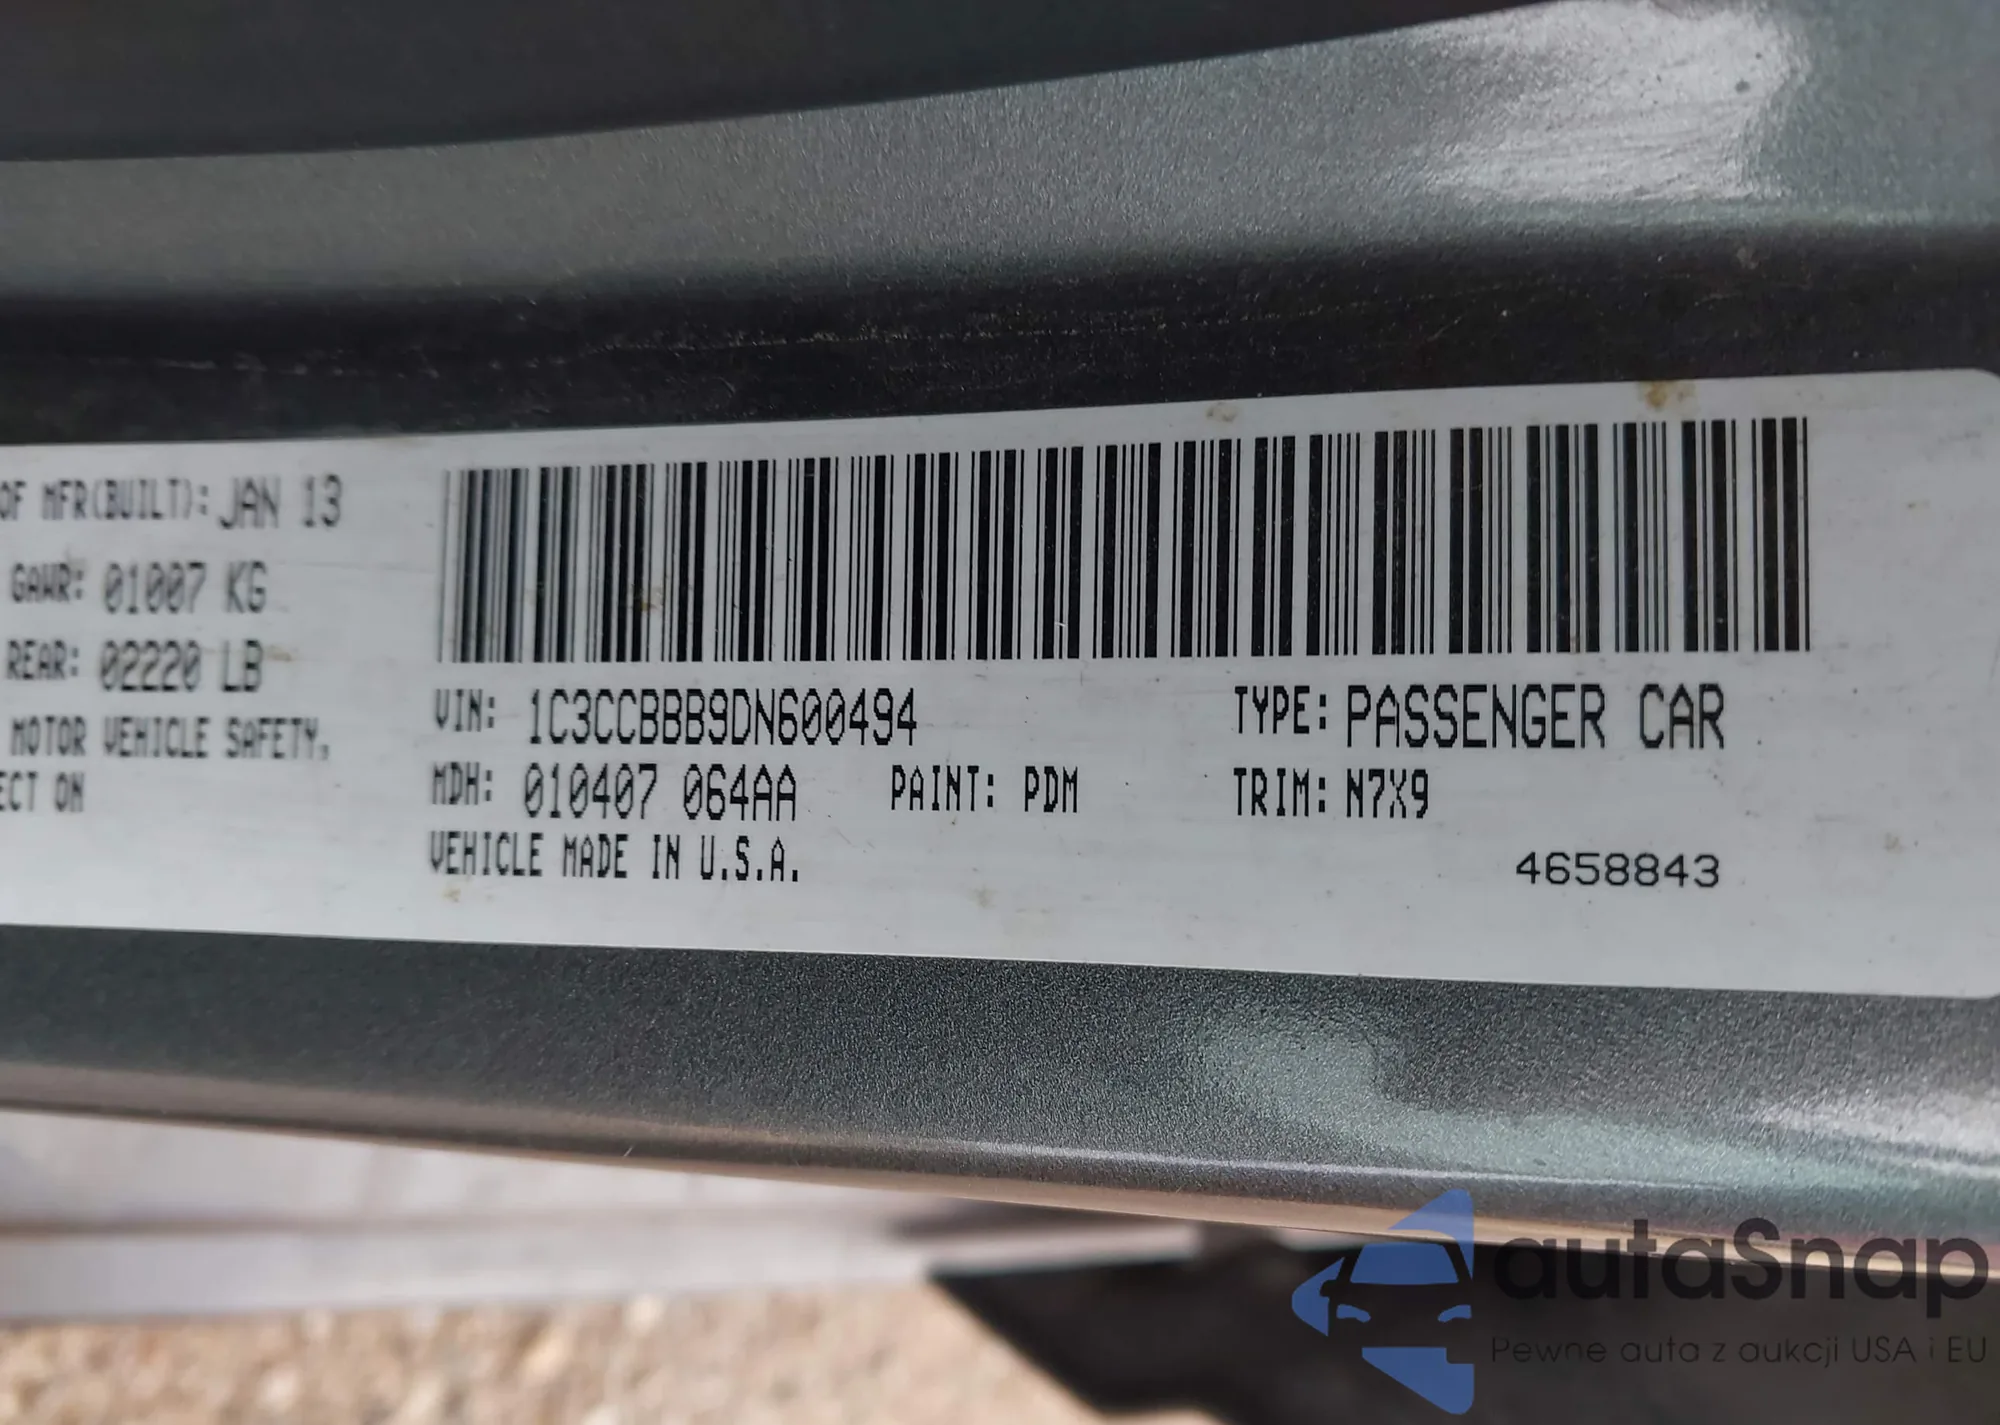 OF MFR(BUILT): JAN 13
GAWR: 01007 KG
REAR: 02220 LB
MOTOR VEHICLE SAFETY,
ECT ON
VIN: 1C3CCBBB9DN600494
TYPE: PASSENGER CAR
MDH: 010407 064AA
PAINT: PDM
TRIM: N7X9
VEHICLE MADE IN U.S.A.
4658843
autaSnap
Pewne auta z aukcji USA i EU